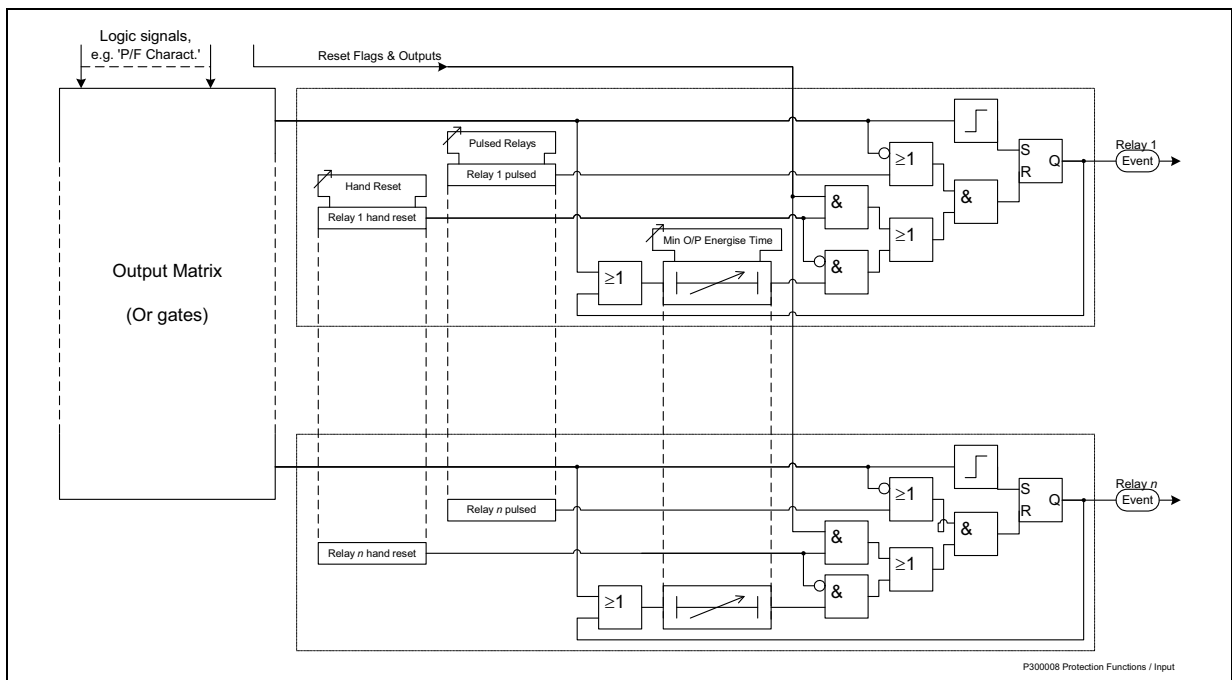 Logic signals,
e.g. 'P/F Charact.'
Reset Flags & Outputs
Output Matrix
(Or gates)
Pulsed Relays
Relay 1 pulsed
Hand Reset
Relay 1 hand reset
Min O/P Energise Time
≥1
&
≥1
&
≥1
&
S
R
Q
Relay 1
Event
Relay n pulsed
Relay n hand reset
≥1
&
≥1
&
≥1
&
S
R
Q
Relay n
Event
P300008 Protection Functions / Input